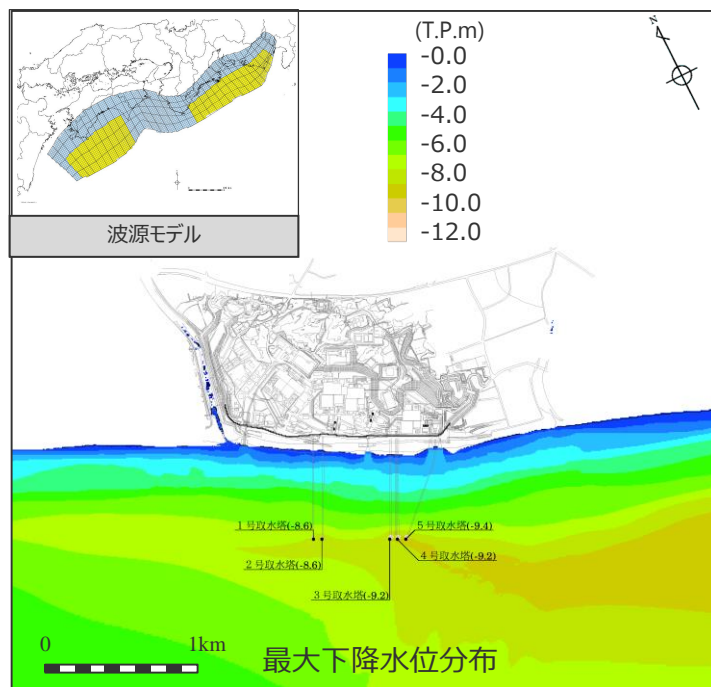 波源モデル
(T.P.m)
-0.0
-2.0
-4.0
-6.0
-8.0
-10.0
-12.0
N
1号取水塔(-8.6)
2号取水塔(-8.6)
3号取水塔(-9.2)
5号取水塔(-9.4)
4号取水塔(-9.2)
0 1km
最大下降水位分布